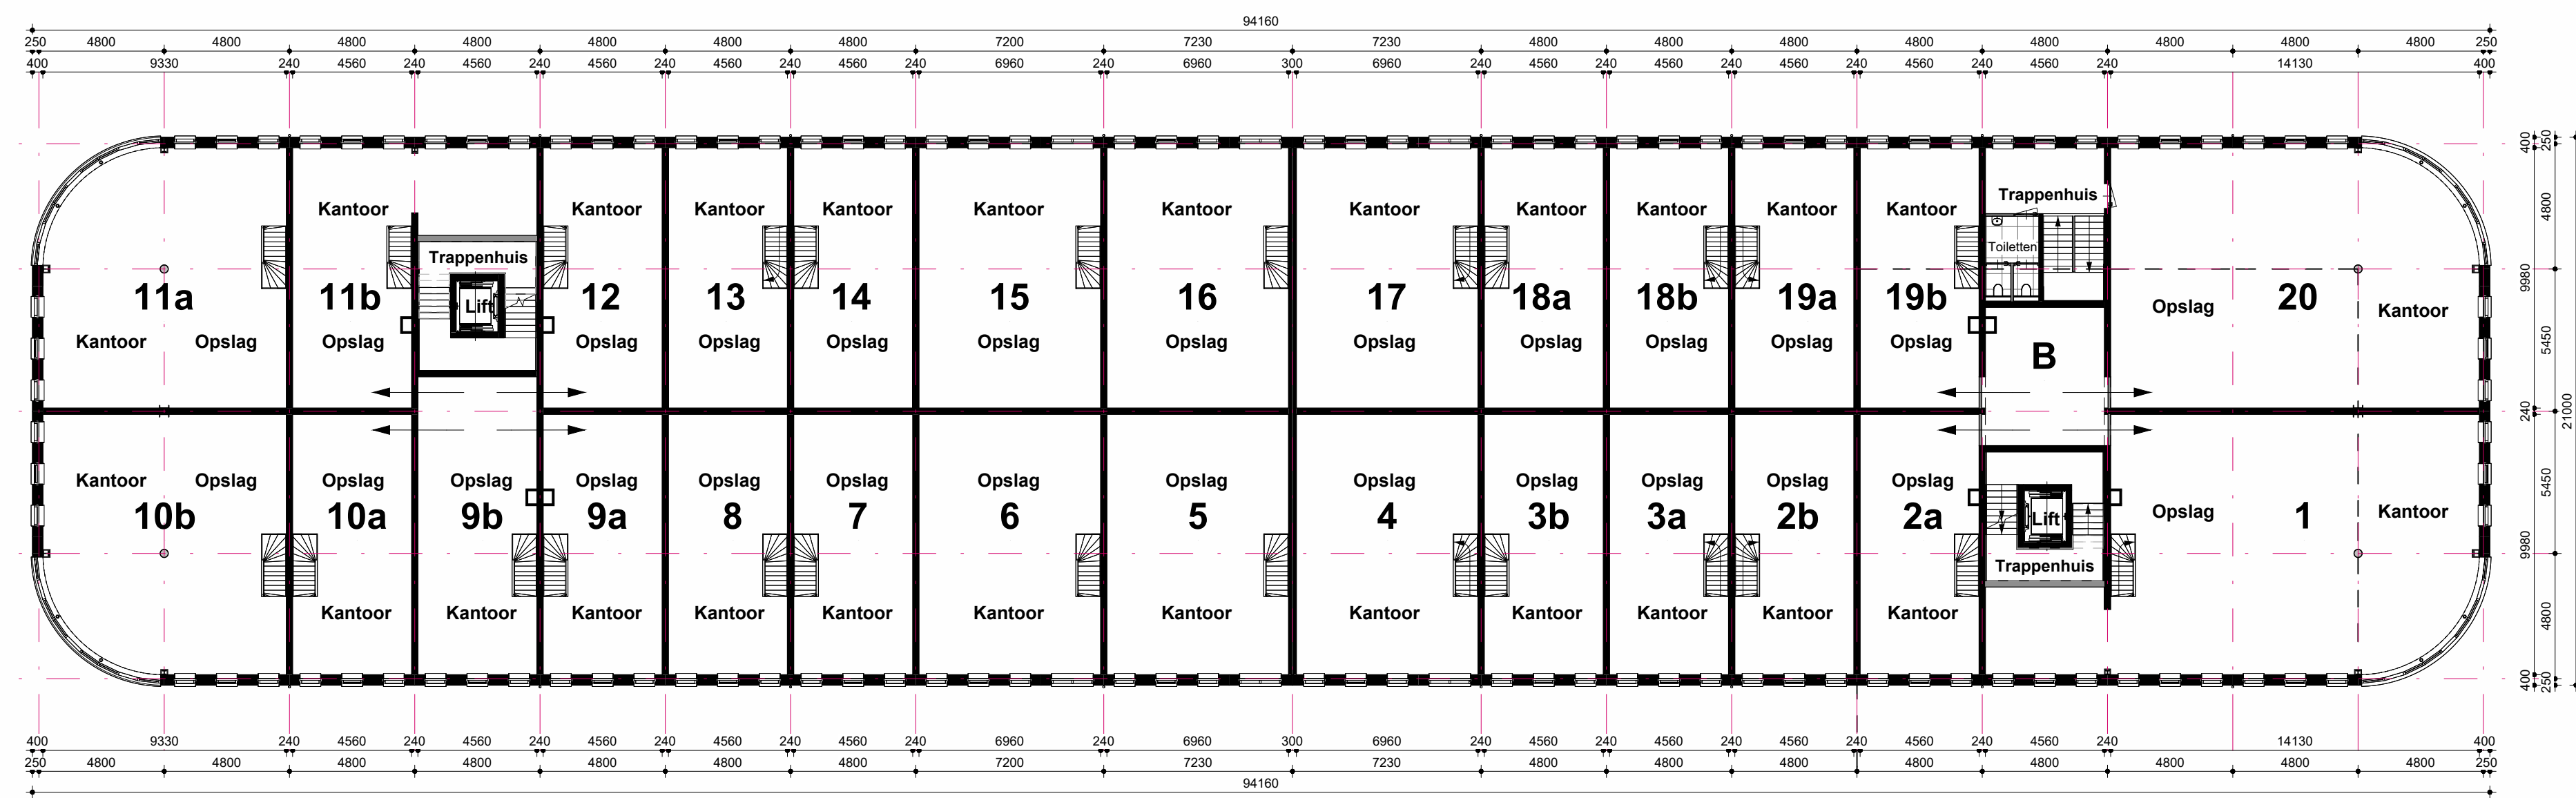 94160
250 4800 4800 4800 4800 4800 4800 4800 7200 7230 7230 4800 4800 4800 4800 4800 4800 4800 4800 250
400 9330 240 4560 240 4560 240 4560 240 4560 240 4560 240 6960 240 6960 300 6960 240 4560 240 4560 240 4560 240 4560 240 4560 240 14130 400
400 250
Trappenhuis
4800
Kantoor Kantoor Kantoor Kantoor Kantoor Kantoor Kantoor Kantoor Kantoor Kantoor Kantoor
Toiletten
Trappenhuis
9980
11a 11b Lift 12 13 14 15 16 17 18a 18b 19a 19b Opslag 20 Kantoor
Kantoor Opslag Opslag Opslag Opslag Opslag Opslag Opslag Opslag Opslag Opslag Opslag Opslag
5450
B
240 21000
Kantoor Opslag Opslag Opslag Opslag Opslag Opslag Opslag Opslag Opslag Opslag Opslag Opslag Opslag
5450
10b 10a 9b 9a 8 7 6 5 4 3b 3a 2b 2a Lift Opslag 1 Kantoor
9980
Trappenhuis
Kantoor Kantoor Kantoor Kantoor Kantoor Kantoor Kantoor Kantoor Kantoor Kantoor Kantoor Kantoor
4800
400 250
400 9330 240 4560 240 4560 240 4560 240 4560 240 4560 240 6960 240 6960 300 6960 240 4560 240 4560 240 4560 240 4560 240 4560 240 14130 400
250 4800 4800 4800 4800 4800 4800 4800 7200 7230 7230 4800 4800 4800 4800 4800 4800 4800 4800 250
94160